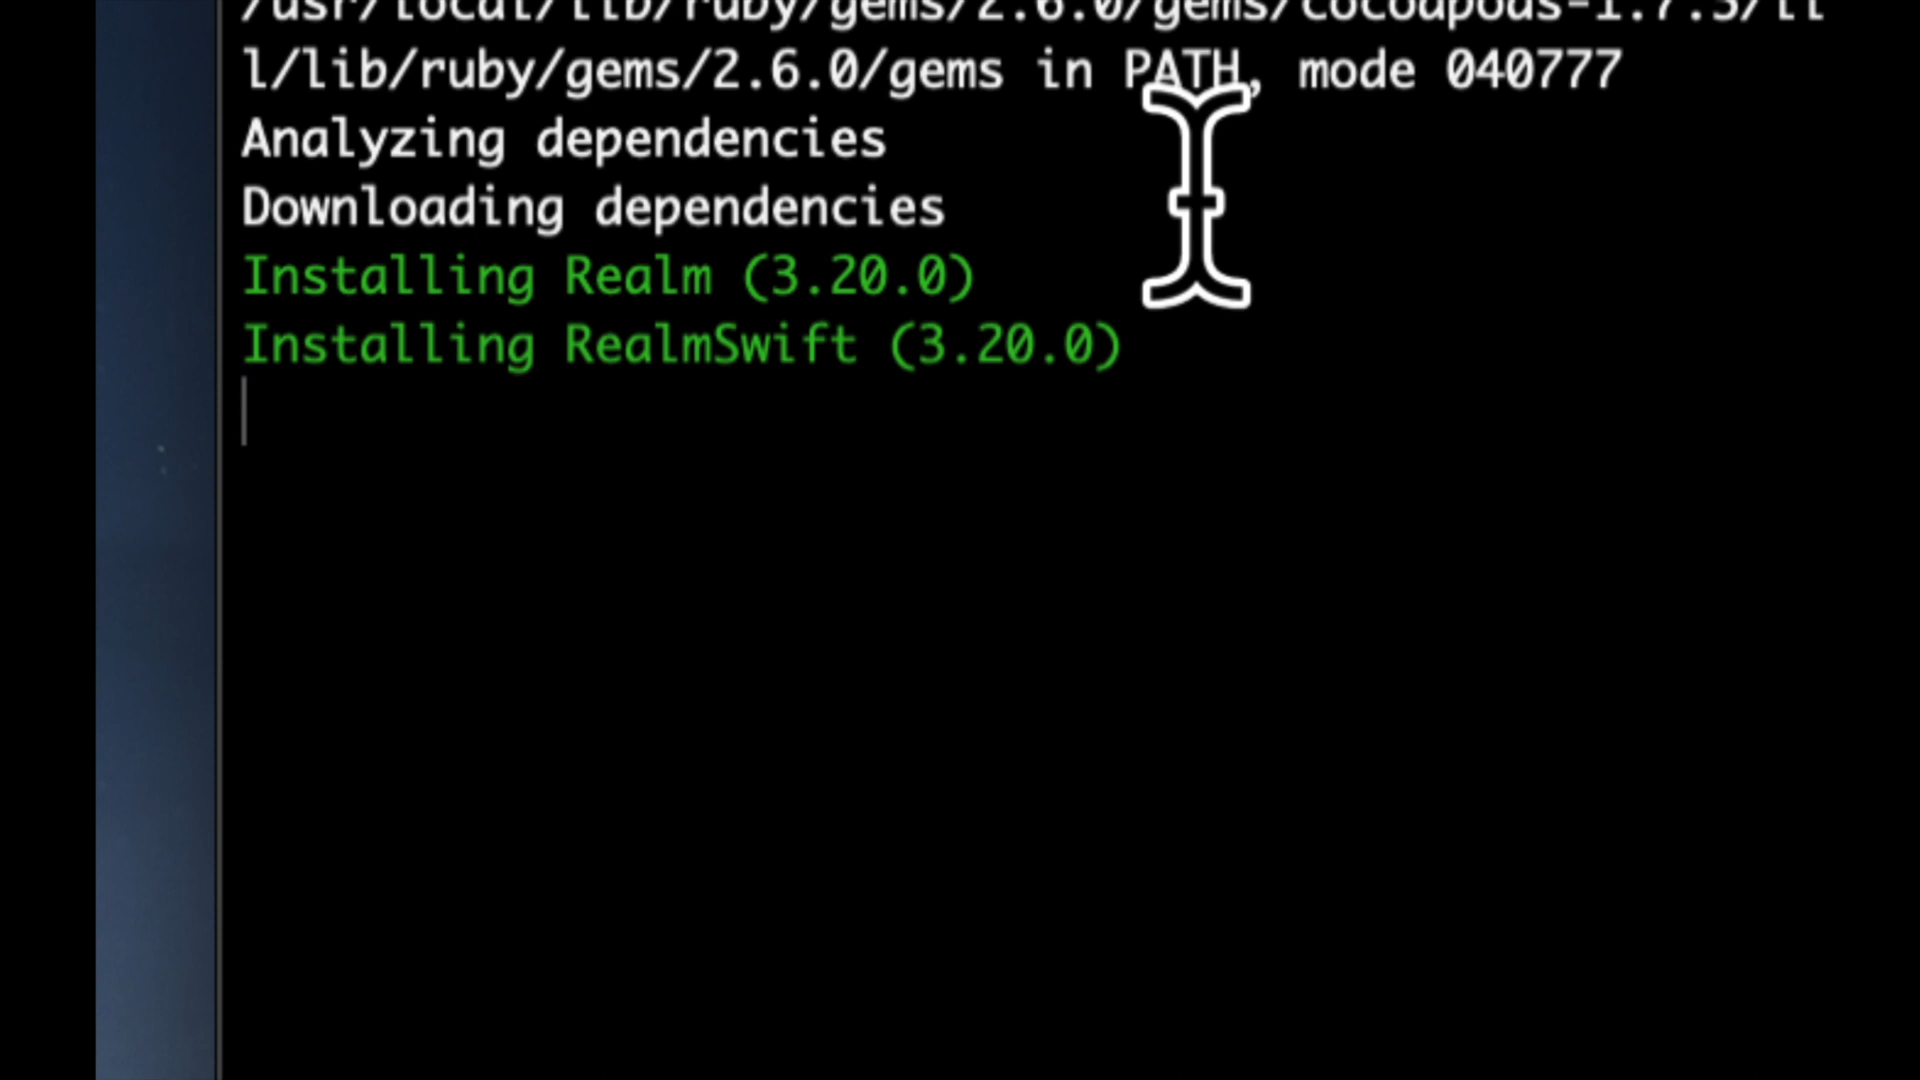 /usr/local/lib/ruby/gems/2.6.0/gems/cocoapods-1.7.5/li
l/lib/ruby/gems/2.6.0/gems in PATH, mode 040777
Analyzing dependencies
Downloading dependencies
Installing Realm (3.20.0)
Installing RealmSwift (3.20.0)